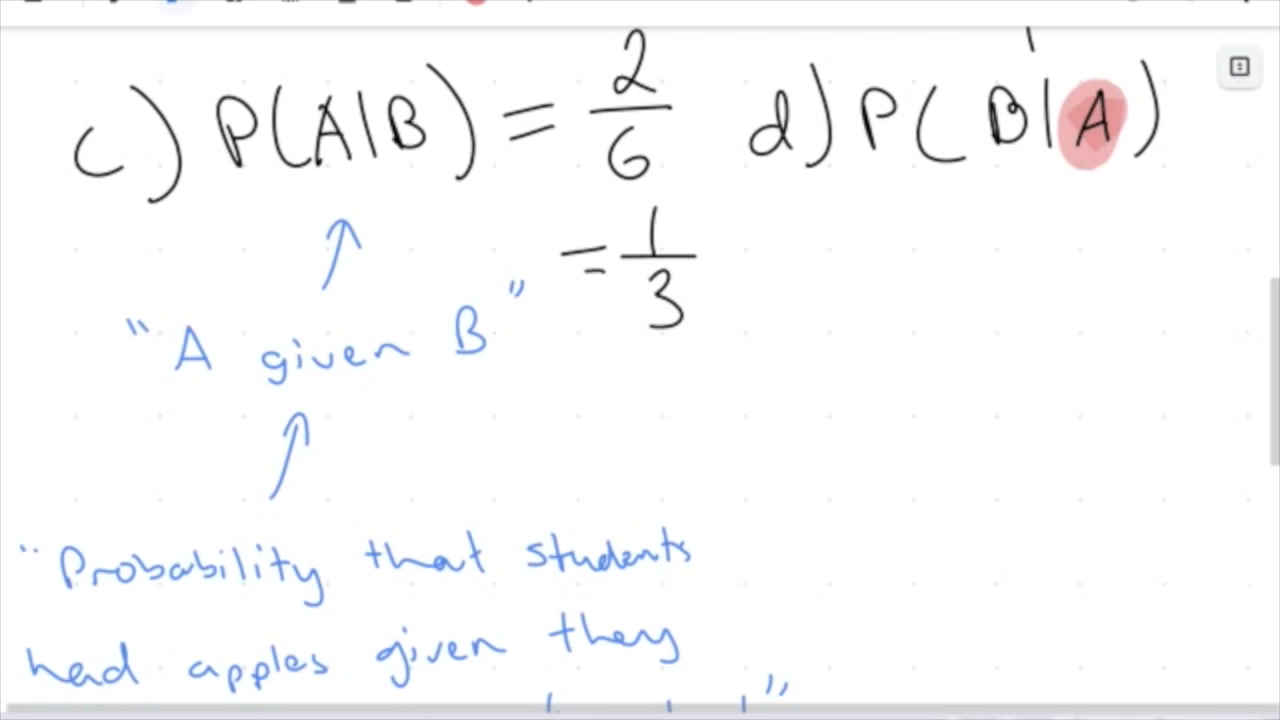 c) P(A|B) = 2/6 d) P(B|A)
= 1/3
"A given B"
"Probability that students
had apples given they